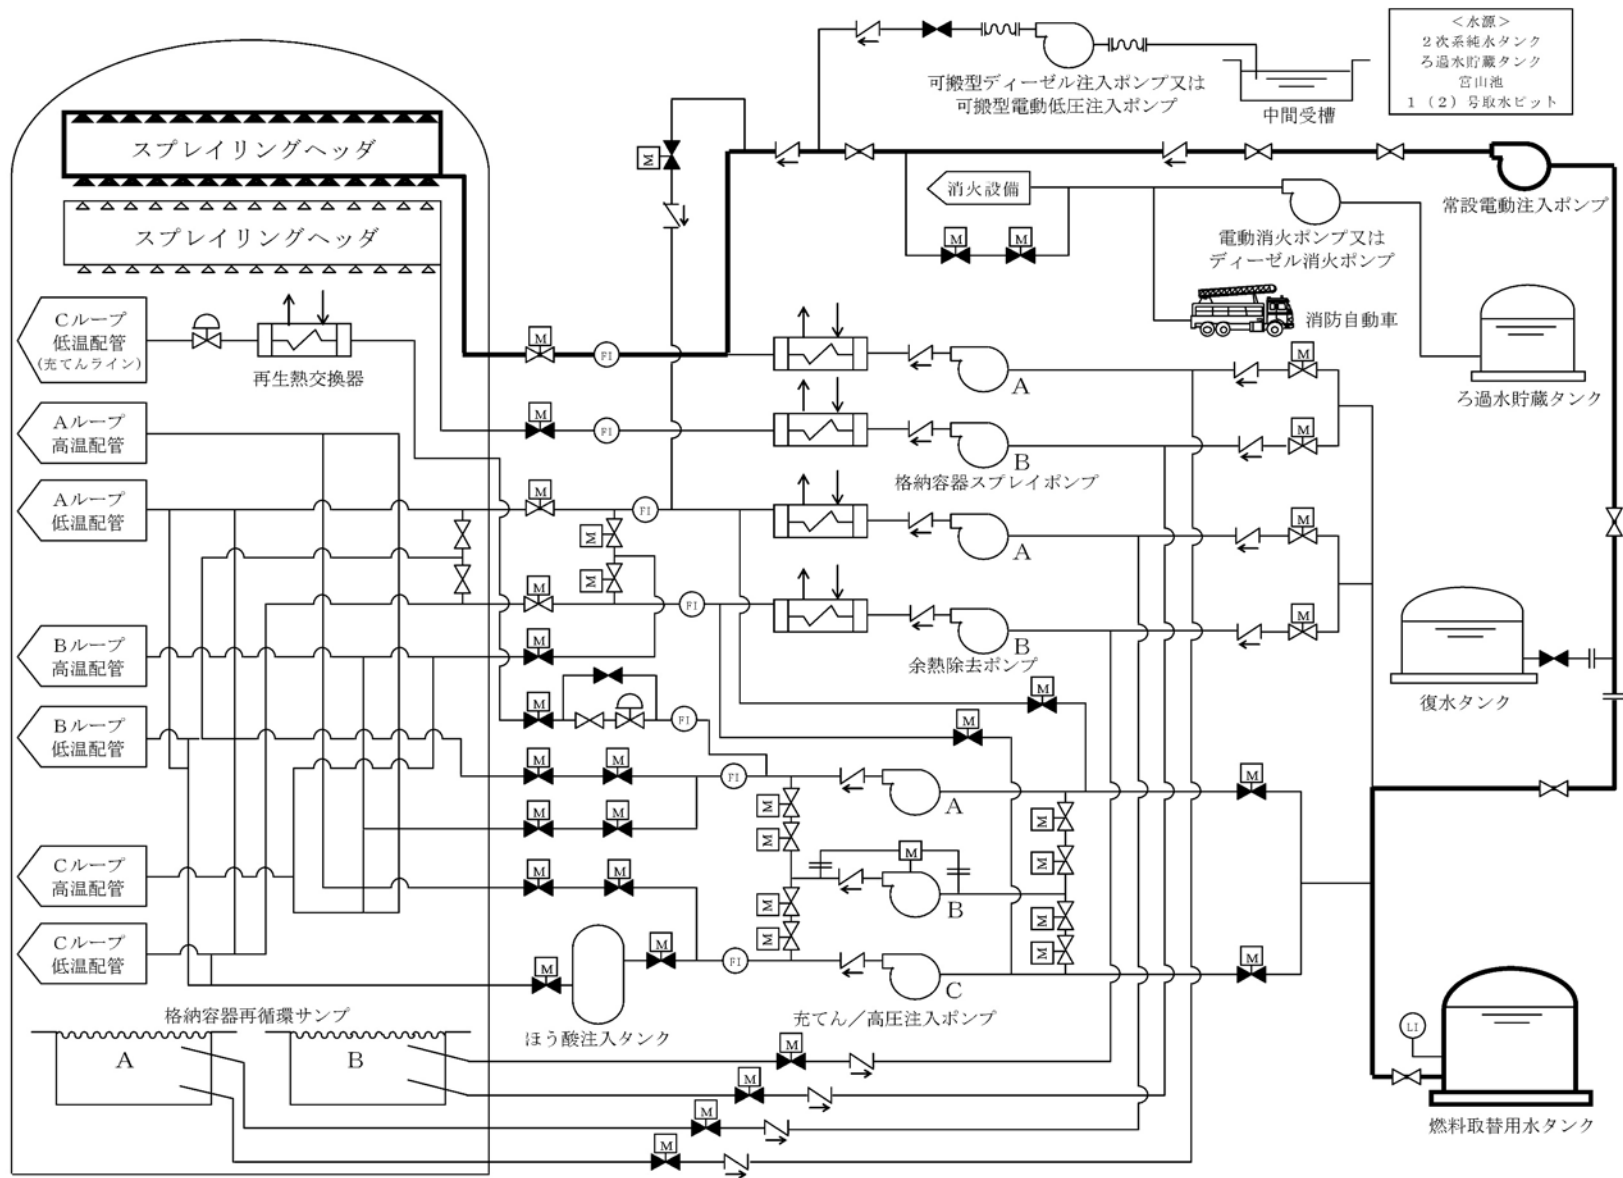 <水源>
2次系純水タンク
ろ過水貯蔵タンク
宮山池
1(2)号取水ピット
可搬型ディーゼル注入ポンプ又は
可搬型電動低圧注入ポンプ
中間受槽
スプレイリングヘッダ
M
消火設備
常設電動注入ポンプ
スプレイリングヘッダ
M
M
電動消火ポンプ又は
ディーゼル消火ポンプ
消防自動車
ろ過水貯蔵タンク
Cループ
低温配管
(充てんライン)
再生熱交換器
M
FI
A
M
Aループ
高温配管
M
FI
B
M
格納容器スプレイポンプ
Aループ
低温配管
M
FI
M
A
M
M
M
FI
B
M
余熱除去ポンプ
復水タンク
Bループ
高温配管
M
M
Bループ
低温配管
M
FI
M
M
M
FI
A
M
M
M
M
M
M
M
Cループ
高温配管
M
M
M
B
M
M
M
M
Cループ
低温配管
M
M
FI
C
M
ほう酸注入タンク
充てん/高圧注入ポンプ
格納容器再循環サンプ
A
B
M
M
M
M
LI
燃料取替用水タンク